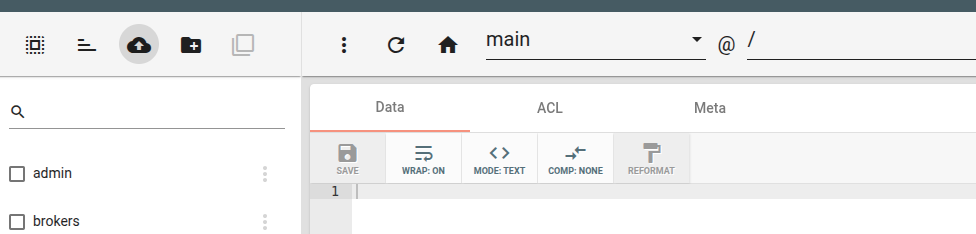 main @ /
Data ACL Meta
SAVE WRAP: ON MODE: TEXT COMP: NONE REFORMAT
1
admin
brokers